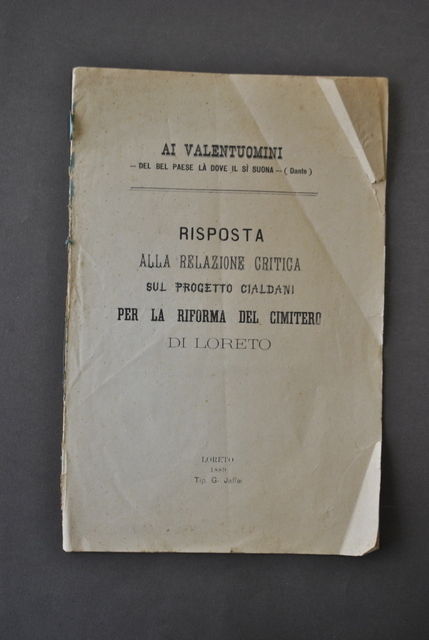 AI VALENTUOMINI
— DEL BEL PAESE LÀ DOVE IL SÌ SUONA — ( Dante )
RISPOSTA
ALLA RELAZIONE CRITICA
SUL PROGETTO CIALDANI
PER LA RIFORMA DEL CIMITERO
DI LORETO
LORETO
1889
Tip. G.